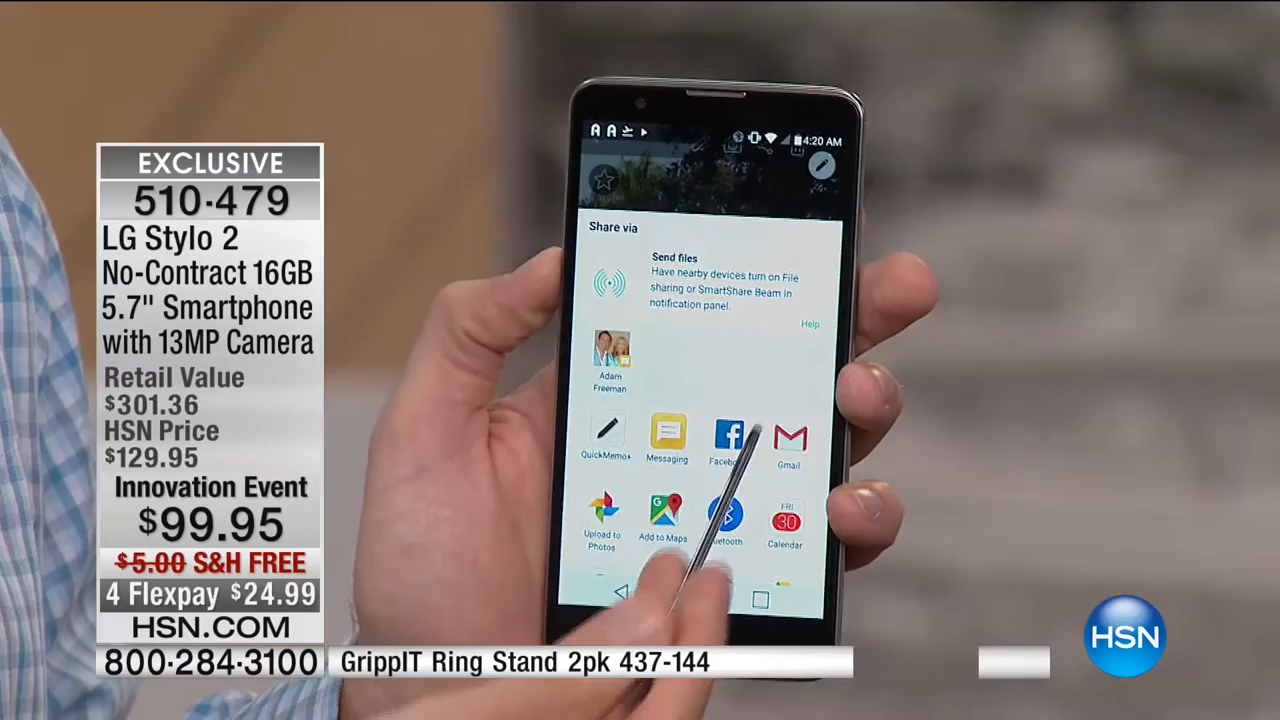 EXCLUSIVE
510-479
LG Stylo 2
No-Contract 16GB
5.7" Smartphone
with 13MP Camera
Retail Value
$301.36
HSN Price
$129.95
Innovation Event
$99.95
$5.00 S&H FREE
4 Flexpay $24.99
HSN.COM
800-284-3100
GrippIT Ring Stand 2pk 437-144
HSN
4:20 AM
Share via
Send files
Have nearby devices turn on File
sharing or SmartShare Beam in
notification panel.
Help
Adam
Freeman
QuickMemo+
Messaging
Gmail
Upload to
Photos
Add to Maps
FRI
30
Calendar